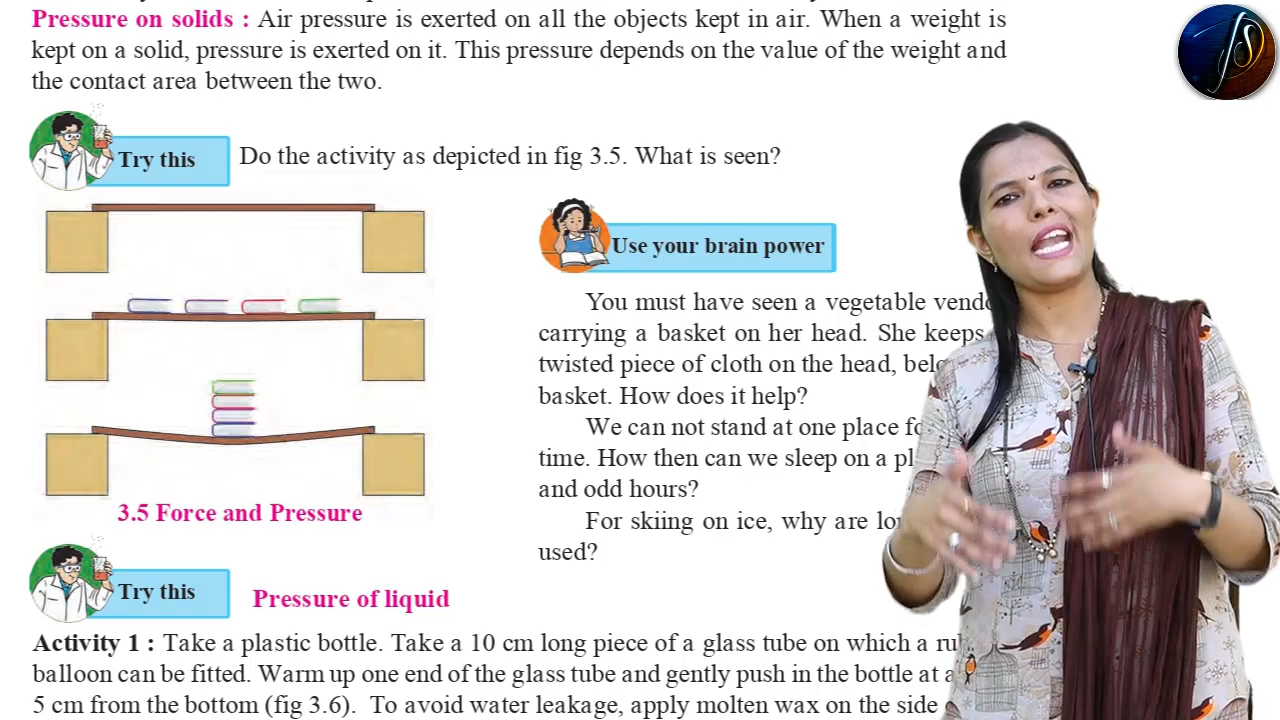 Pressure on solids : Air pressure is exerted on all the objects kept in air. When a weight is
kept on a solid, pressure is exerted on it. This pressure depends on the value of the weight and
the contact area between the two.
Try this
Do the activity as depicted in fig 3.5. What is seen?
Use your brain power
You must have seen a vegetable
carrying a basket on her head. She keeps
twisted piece of cloth on the head,
basket. How does it help?
We can not stand at one place
time. How then can we sleep on a
and odd hours?
For skiing on ice, why are
used?
3.5 Force and Pressure
Try this
Pressure of liquid
Activity 1 : Take a plastic bottle. Take a 10 cm long piece of a glass tube on which a
balloon can be fitted. Warm up one end of the glass tube and gently push in the bottle at
5 cm from the bottom (fig 3.6). To avoid water leakage, apply molten wax on the side